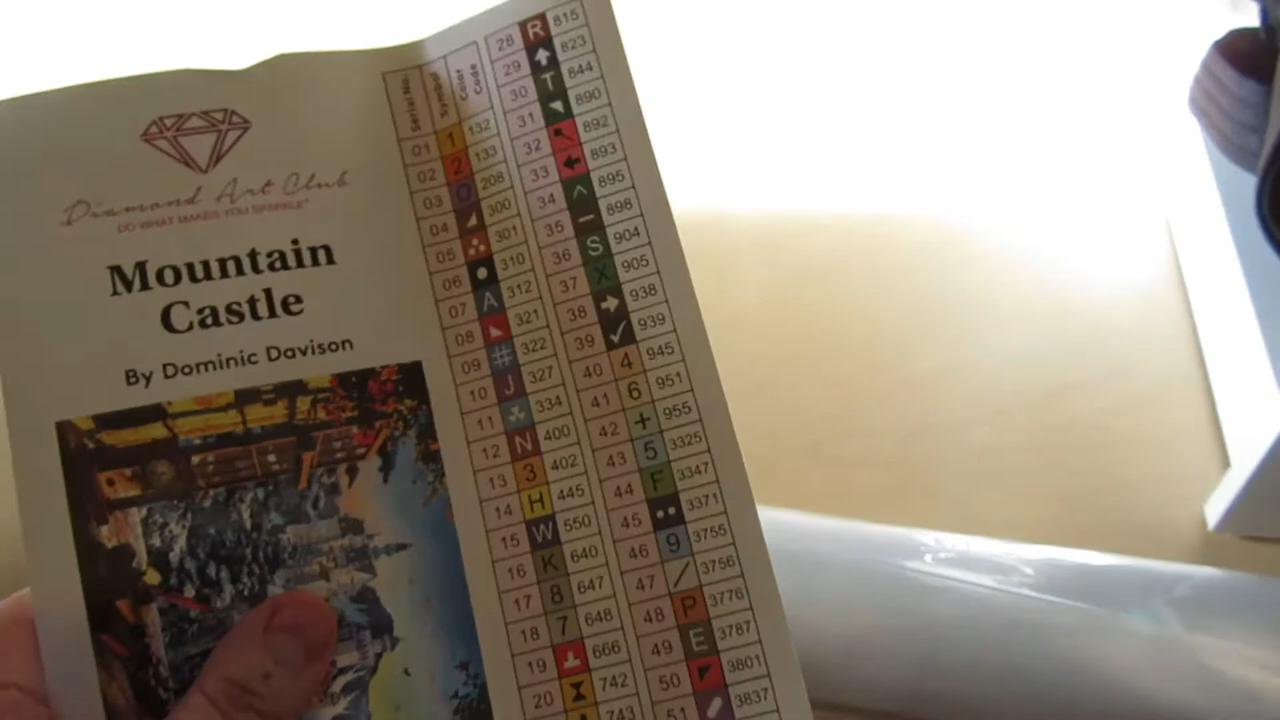 Diamond Art Club
DO WHAT MAKES YOU SPARKLE
Mountain
Castle
By Dominic Davison
Serial No. Symbol Color Code
01 1 132
02 2 133
03 O 208
04 300
05 301
06 310
07 A 312
08 321
09 # 322
10 J 327
11 334
12 N 400
13 3 402
14 H 445
15 W 550
16 K 640
17 8 647
18 7 648
19 666
20 742
743
28 R 815
29 823
30 T 844
31 890
32 892
33 893
34 ^ 895
35 – 898
36 S 904
37 X 905
38 938
39 ✓ 939
40 4 945
41 6 951
42 + 955
43 5 3325
44 F 3347
45 3371
46 9 3755
47 / 3756
48 P 3776
49 E 3787
50 3801
51 3837